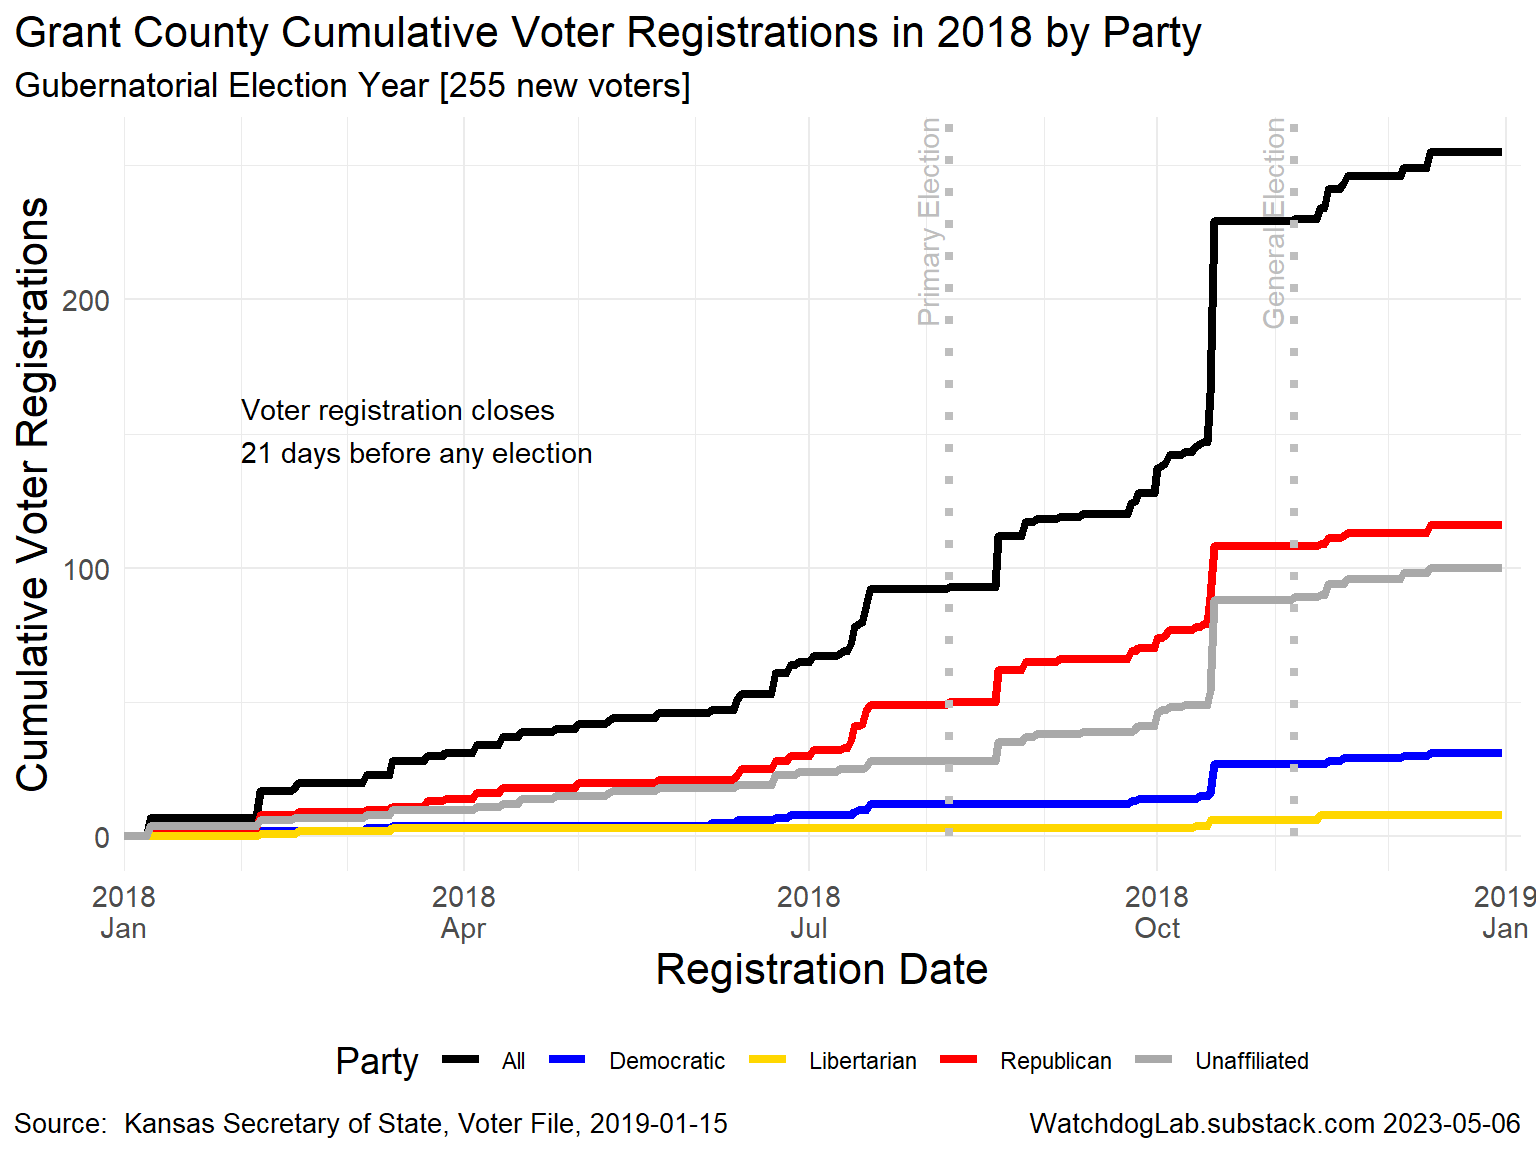 Grant County Cumulative Voter Registrations in 2018 by Party
Gubernatorial Election Year [255 new voters]
Cumulative Voter Registrations
200
100
0
Primary Election
General Election
Voter registration closes
21 days before any election
2018 2018 2018 2018 2019
Jan Apr Jul Oct Jan
Registration Date
Party All Democratic Libertarian Republican Unaffiliated
Source:  Kansas Secretary of State, Voter File, 2019-01-15
WatchdogLab.substack.com 2023-05-06